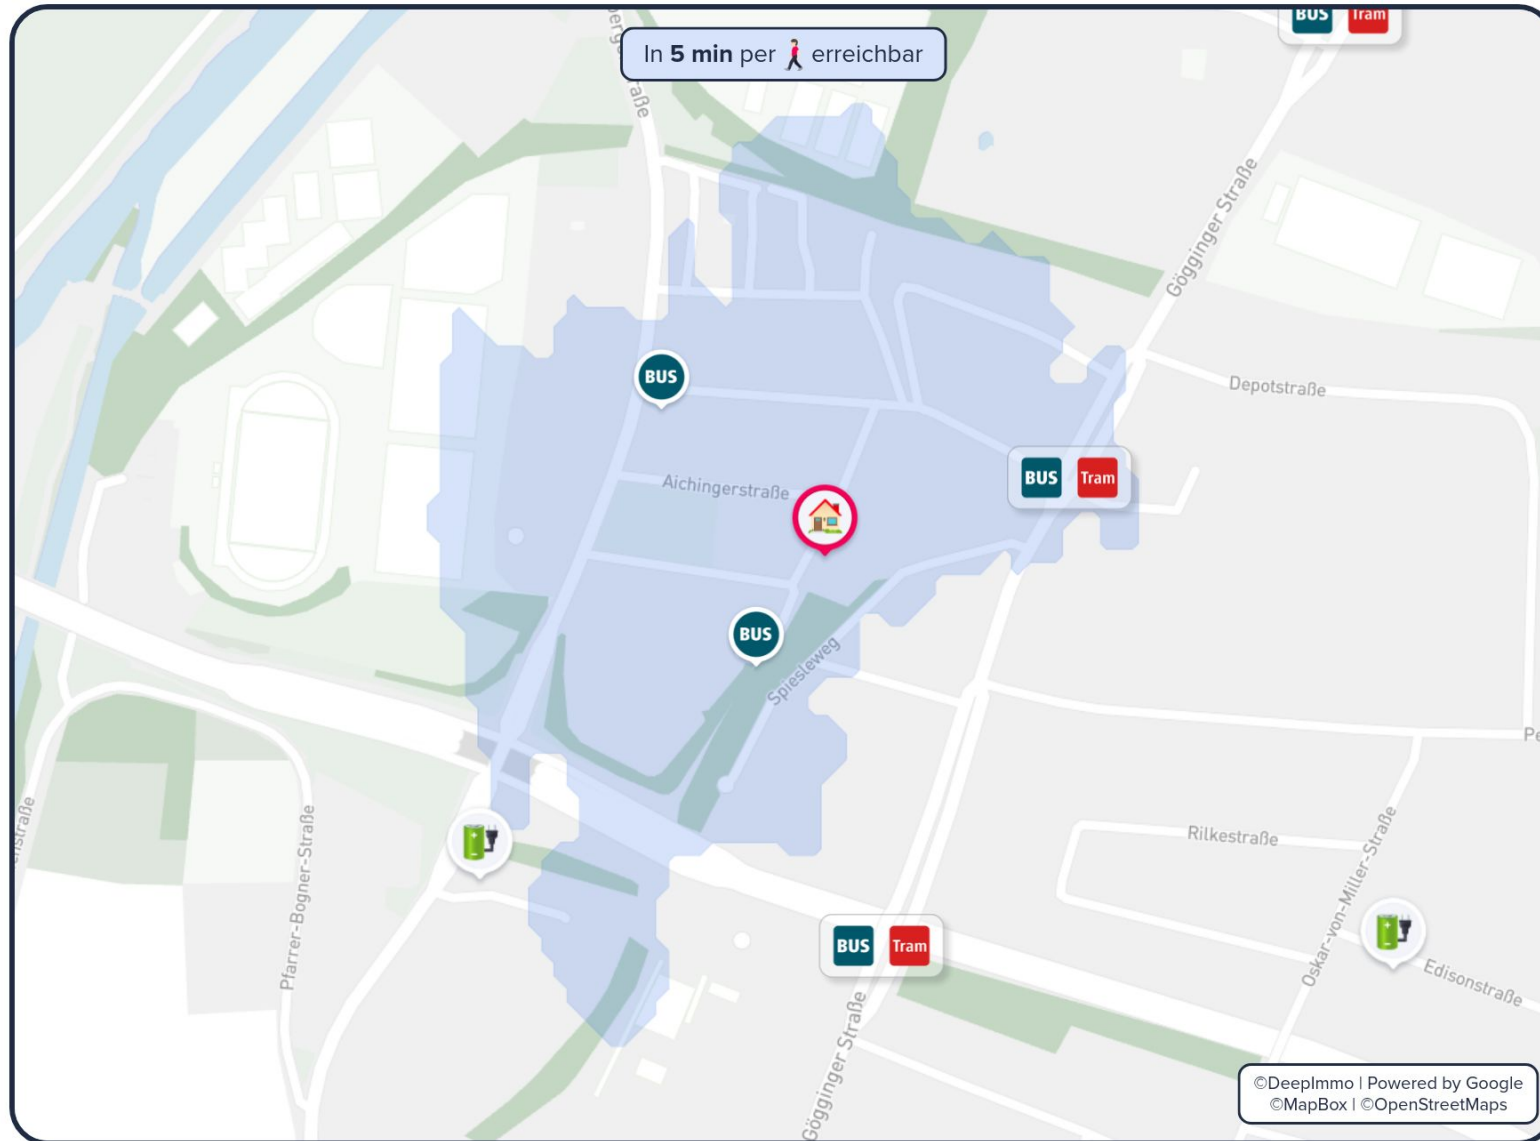 BUS Tram
In 5 min per erreichbar
Gögginger Straße
BUS
Depotstraße
BUS Tram
Aichingerstraße
BUS
Spiesleweg
Rilkestraße
Pfarrer-Bogner-Straße
Oskar-von-Miller-Straße
BUS Tram
Edisonstraße
Gögginger Straße
©DeepImmo | Powered by Google
©MapBox | ©OpenStreetMaps